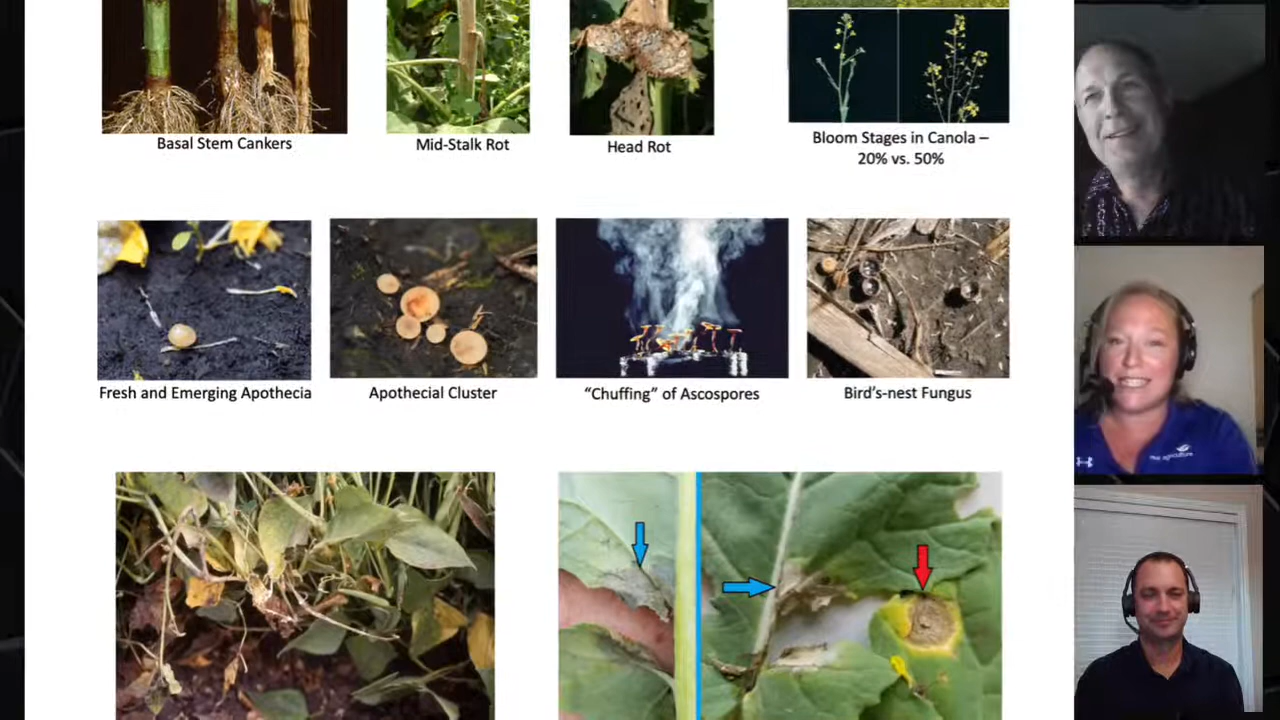 Basal Stem Cankers
Mid-Stalk Rot
Head Rot
Bloom Stages in Canola –
20% vs. 50%
Fresh and Emerging Apothecia
Apothecial Cluster
“Chuffing” of Ascospores
Bird’s-nest Fungus